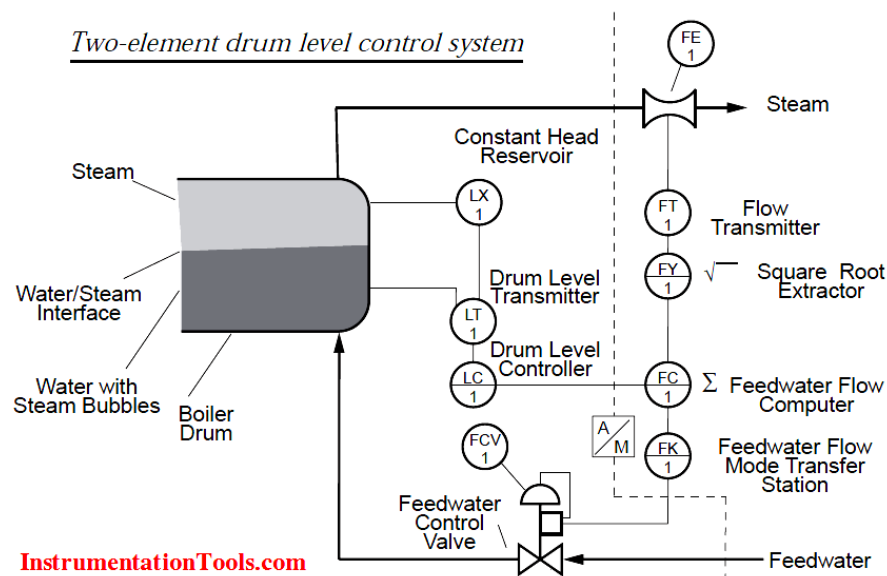 Two-element drum level control system
FE
1
Steam
Constant Head
Reservoir
Steam
LX
1
FT
1
Flow
Transmitter
Water/Steam
Interface
Drum Level
Transmitter
FY
1
√ Square Root
Extractor
LT
1
Drum Level
Controller
Water with
Steam Bubbles
Boiler
Drum
LC
1
FC
1
Σ Feedwater Flow
Computer
A/M
FCV
1
FK
1
Feedwater Flow
Mode Transfer
Station
Feedwater
Control
Valve
InstrumentationTools.com
Feedwater